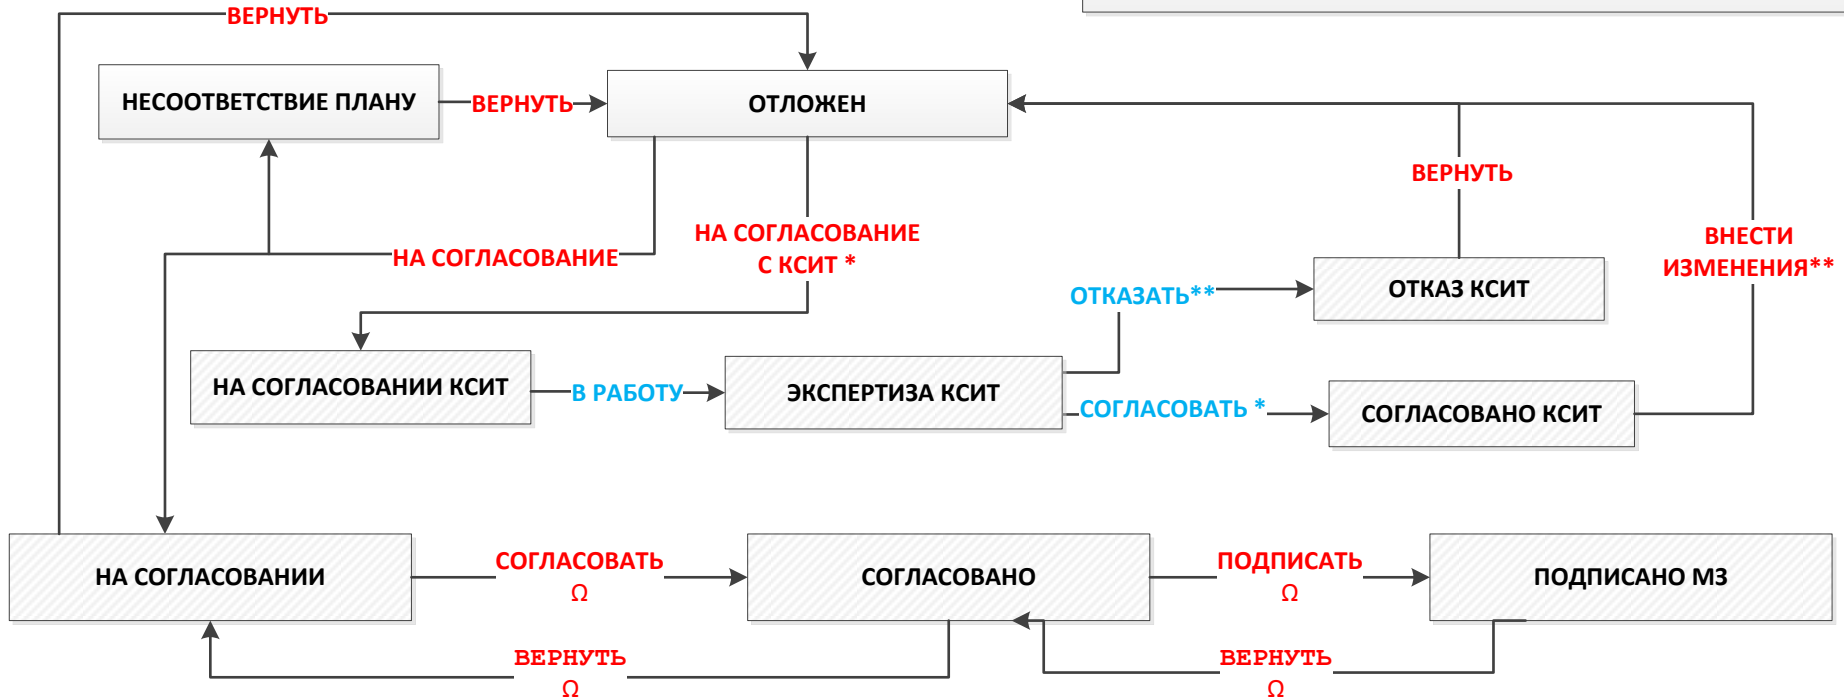 ВЕРНУТЬ
НЕСООТВЕТСТВИЕ ПЛАНУ
ВЕРНУТЬ
ОТЛОЖЕН
ВЕРНУТЬ
НА СОГЛАСОВАНИЕ
НА СОГЛАСОВАНИЕ
С КСИТ *
ВНЕСТИ
ИЗМЕНЕНИЯ**
ОТКАЗАТЬ**
ОТКАЗ КСИТ
НА СОГЛАСОВАНИИ КСИТ
В РАБОТУ
ЭКСПЕРТИЗА КСИТ
СОГЛАСОВАТЬ *
СОГЛАСОВАНО КСИТ
НА СОГЛАСОВАНИИ
СОГЛАСОВАТЬ
Ω
СОГЛАСОВАНО
ПОДПИСАТЬ
Ω
ПОДПИСАНО МЗ
ВЕРНУТЬ
Ω
ВЕРНУТЬ
Ω